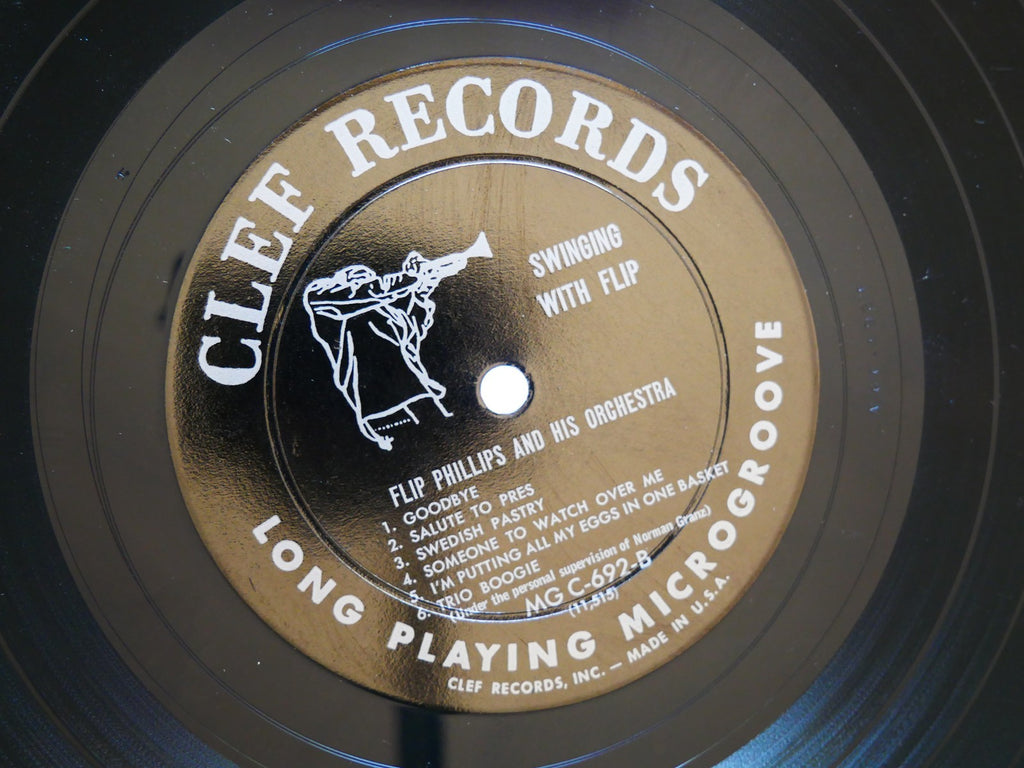 CLEF RECORDS
SWINGING
WITH FLIP
FLIP PHILLIPS AND HIS ORCHESTRA
1. GOODBYE
2. SALUTE TO PRES
3. SWEDISH PASTRY
4. SOMEONE TO WATCH OVER ME
5. I'M PUTTING ALL MY EGGS IN ONE BASKET
6. TRIO BOOGIE
(Under the personal supervision of Norman Granz)
MG C-692-B
(11,515)
LONG PLAYING MICROGROOVE
CLEF RECORDS, INC. — MADE IN U.S.A.